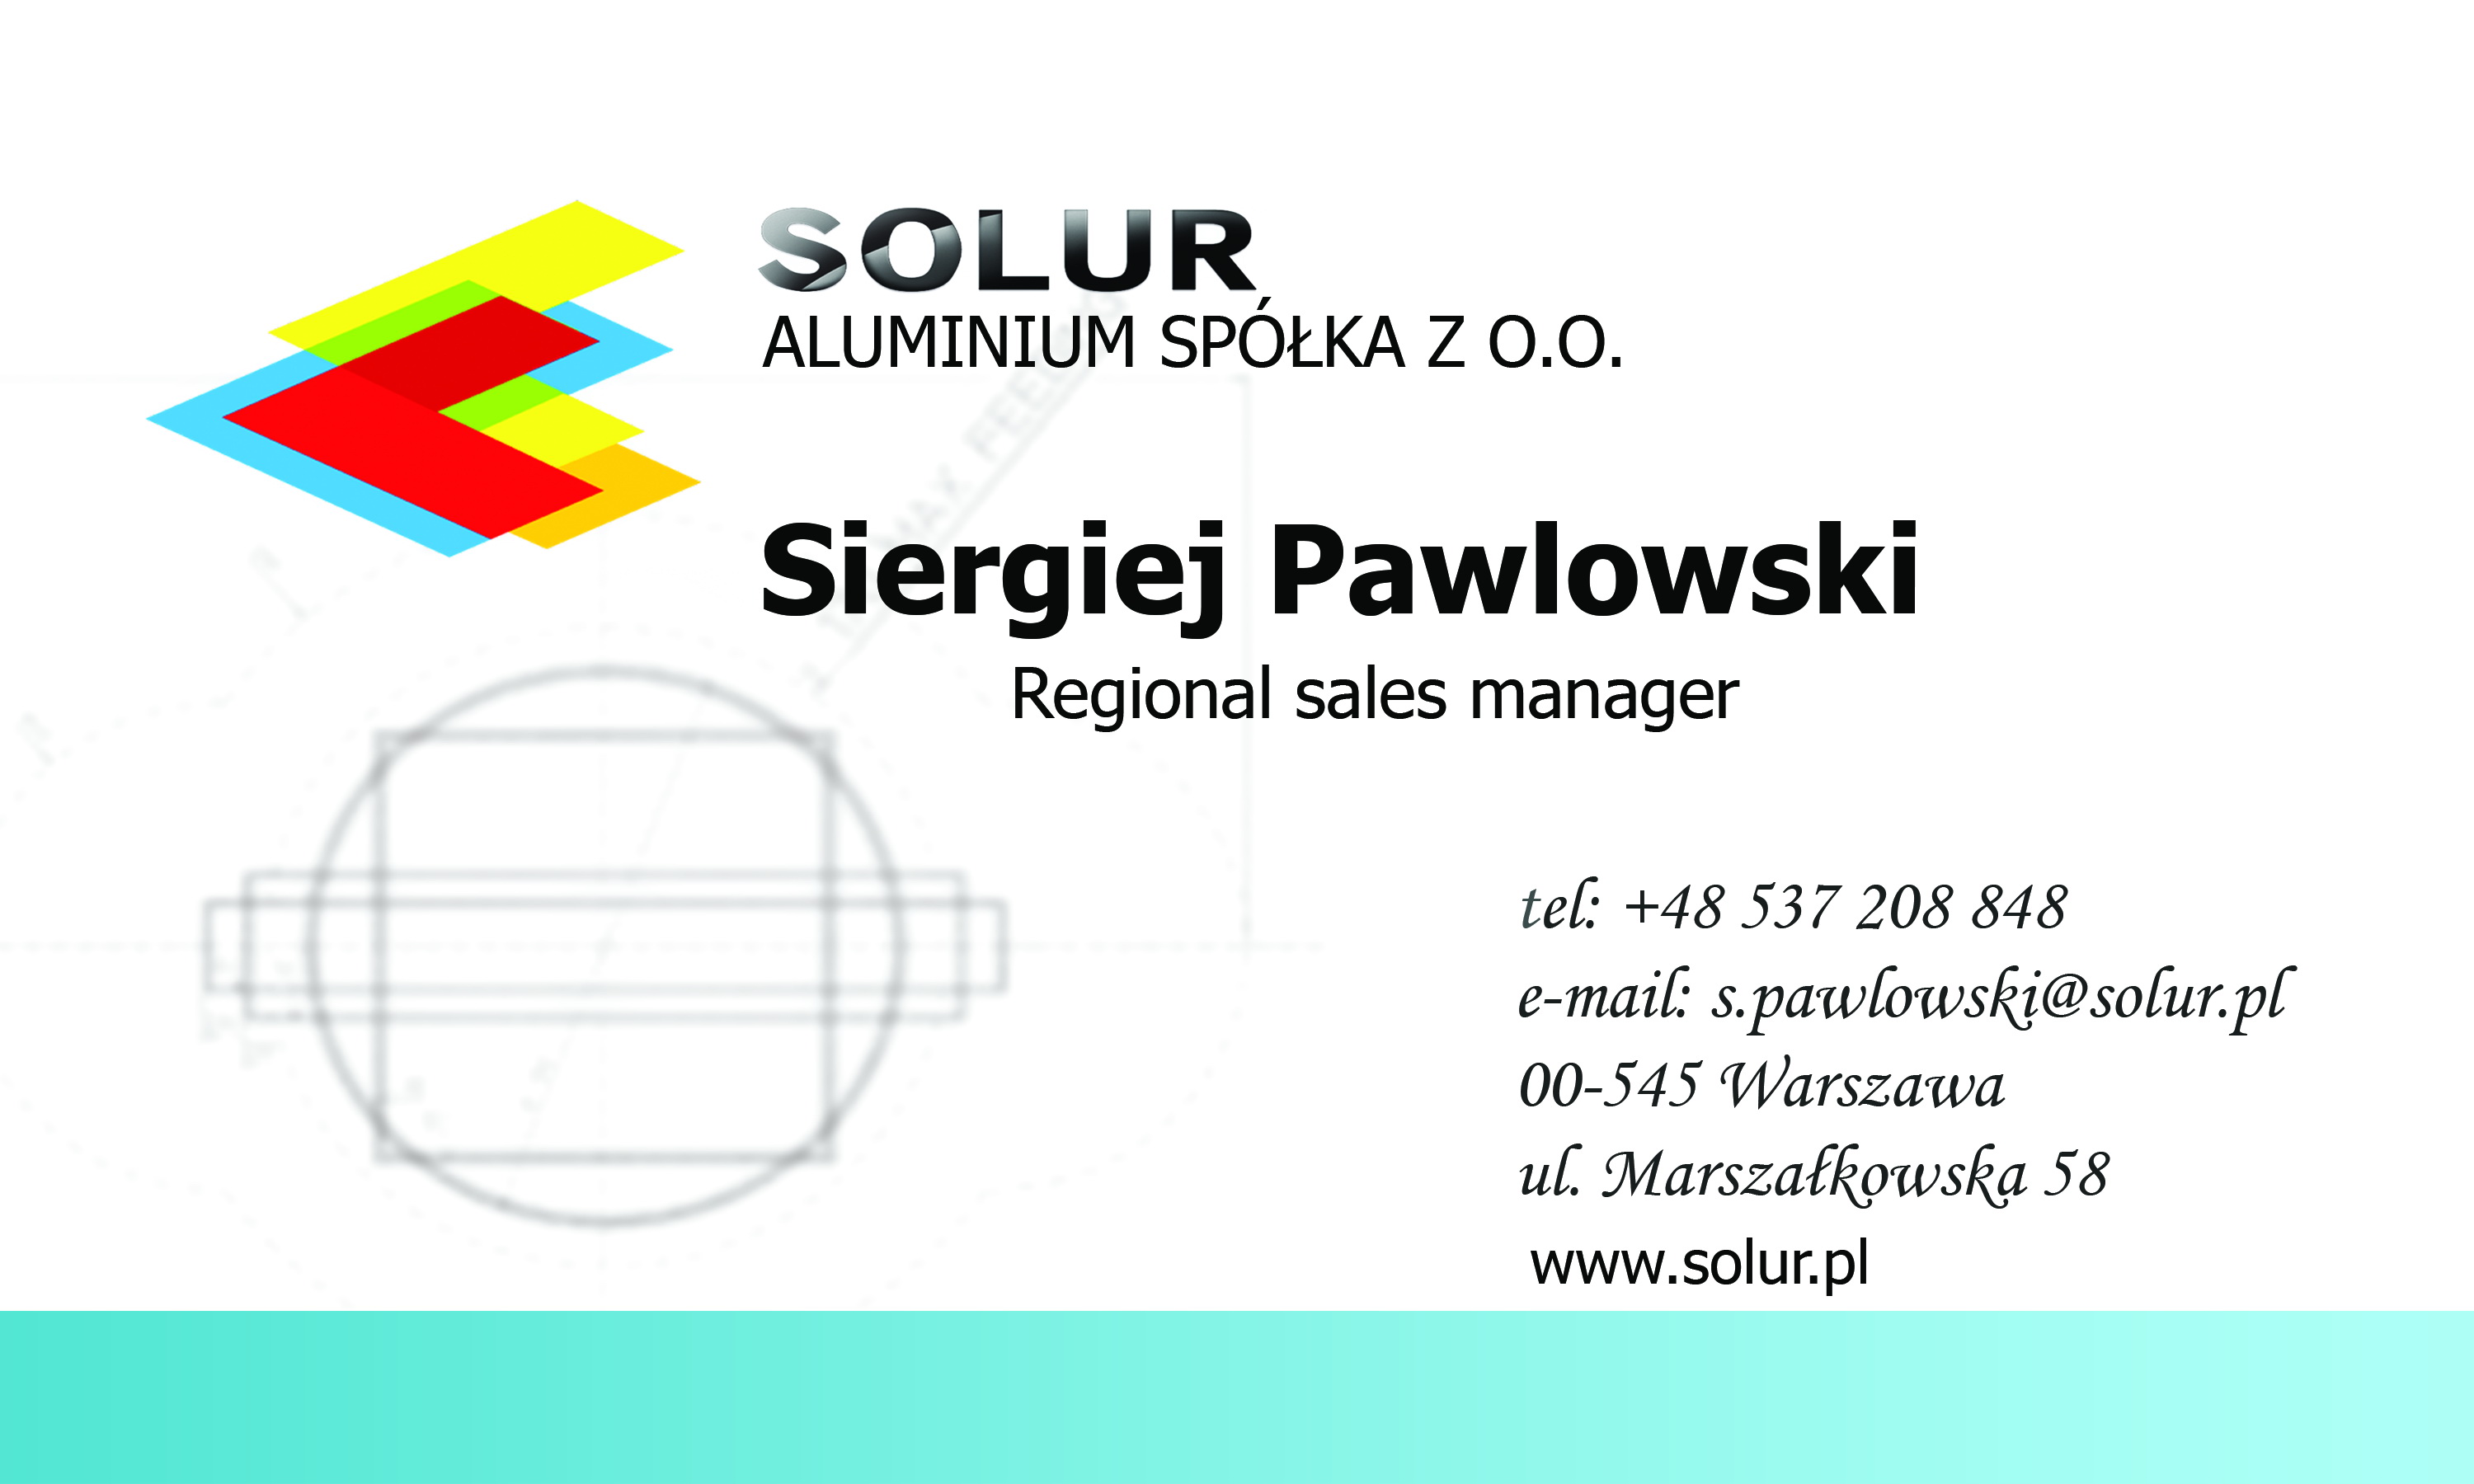 SOLUR
ALUMINIUM SPÓŁKA Z O.O.
Siergiej Pawlowski
Regional sales manager
tel: +48 537 208 848
e-mail: s.pawlowski@solur.pl
00-545 Warszawa
ul. Marszałkowska 58
www.solur.pl